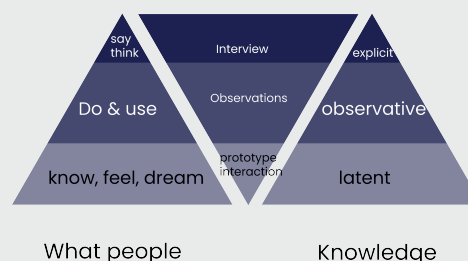 say
think
Interview
explicit
Do & use
Observations
observative
know, feel, dream
prototype
interaction
latent
What people
Knowledge